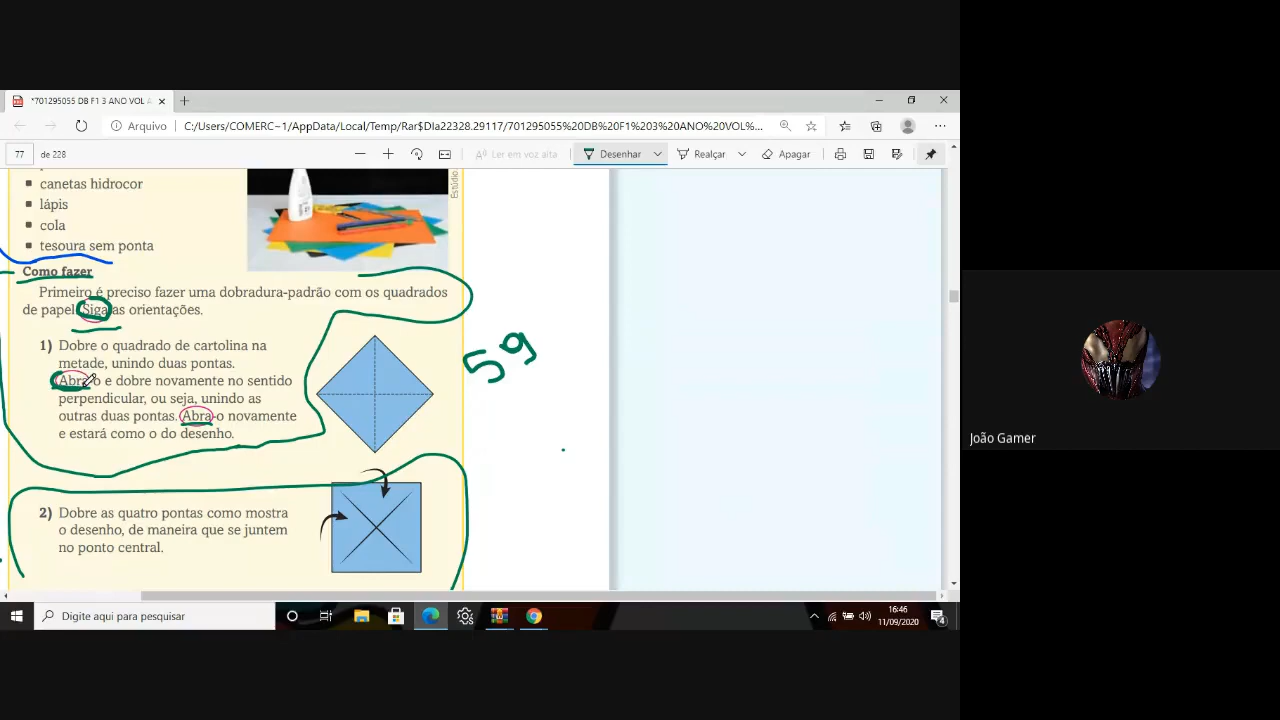 *701295055 DB F1 3 ANO VOL
Arquivo
C:/Users/COMERC~1/AppData/Local/Temp/Rar$DIa22328.29117/701295055%20DB%20F1%203%20ANO%20VOL%...
77
de 228
Ler em voz alta
Desenhar
Realçar
Apagar
canetas hidrocor
lápis
cola
tesoura sem ponta
Estúdio
Como fazer
Primeiro é preciso fazer uma dobradura-padrão com os quadrados
de papel. Siga as orientações.
1) Dobre o quadrado de cartolina na
metade, unindo duas pontas.
Abra-o e dobre novamente no sentido
perpendicular, ou seja, unindo as
outras duas pontas. Abra-o novamente
e estará como o do desenho.
59
2) Dobre as quatro pontas como mostra
o desenho, de maneira que se juntem
no ponto central.
João Gamer
Digite aqui para pesquisar
16:46
11/09/2020
4